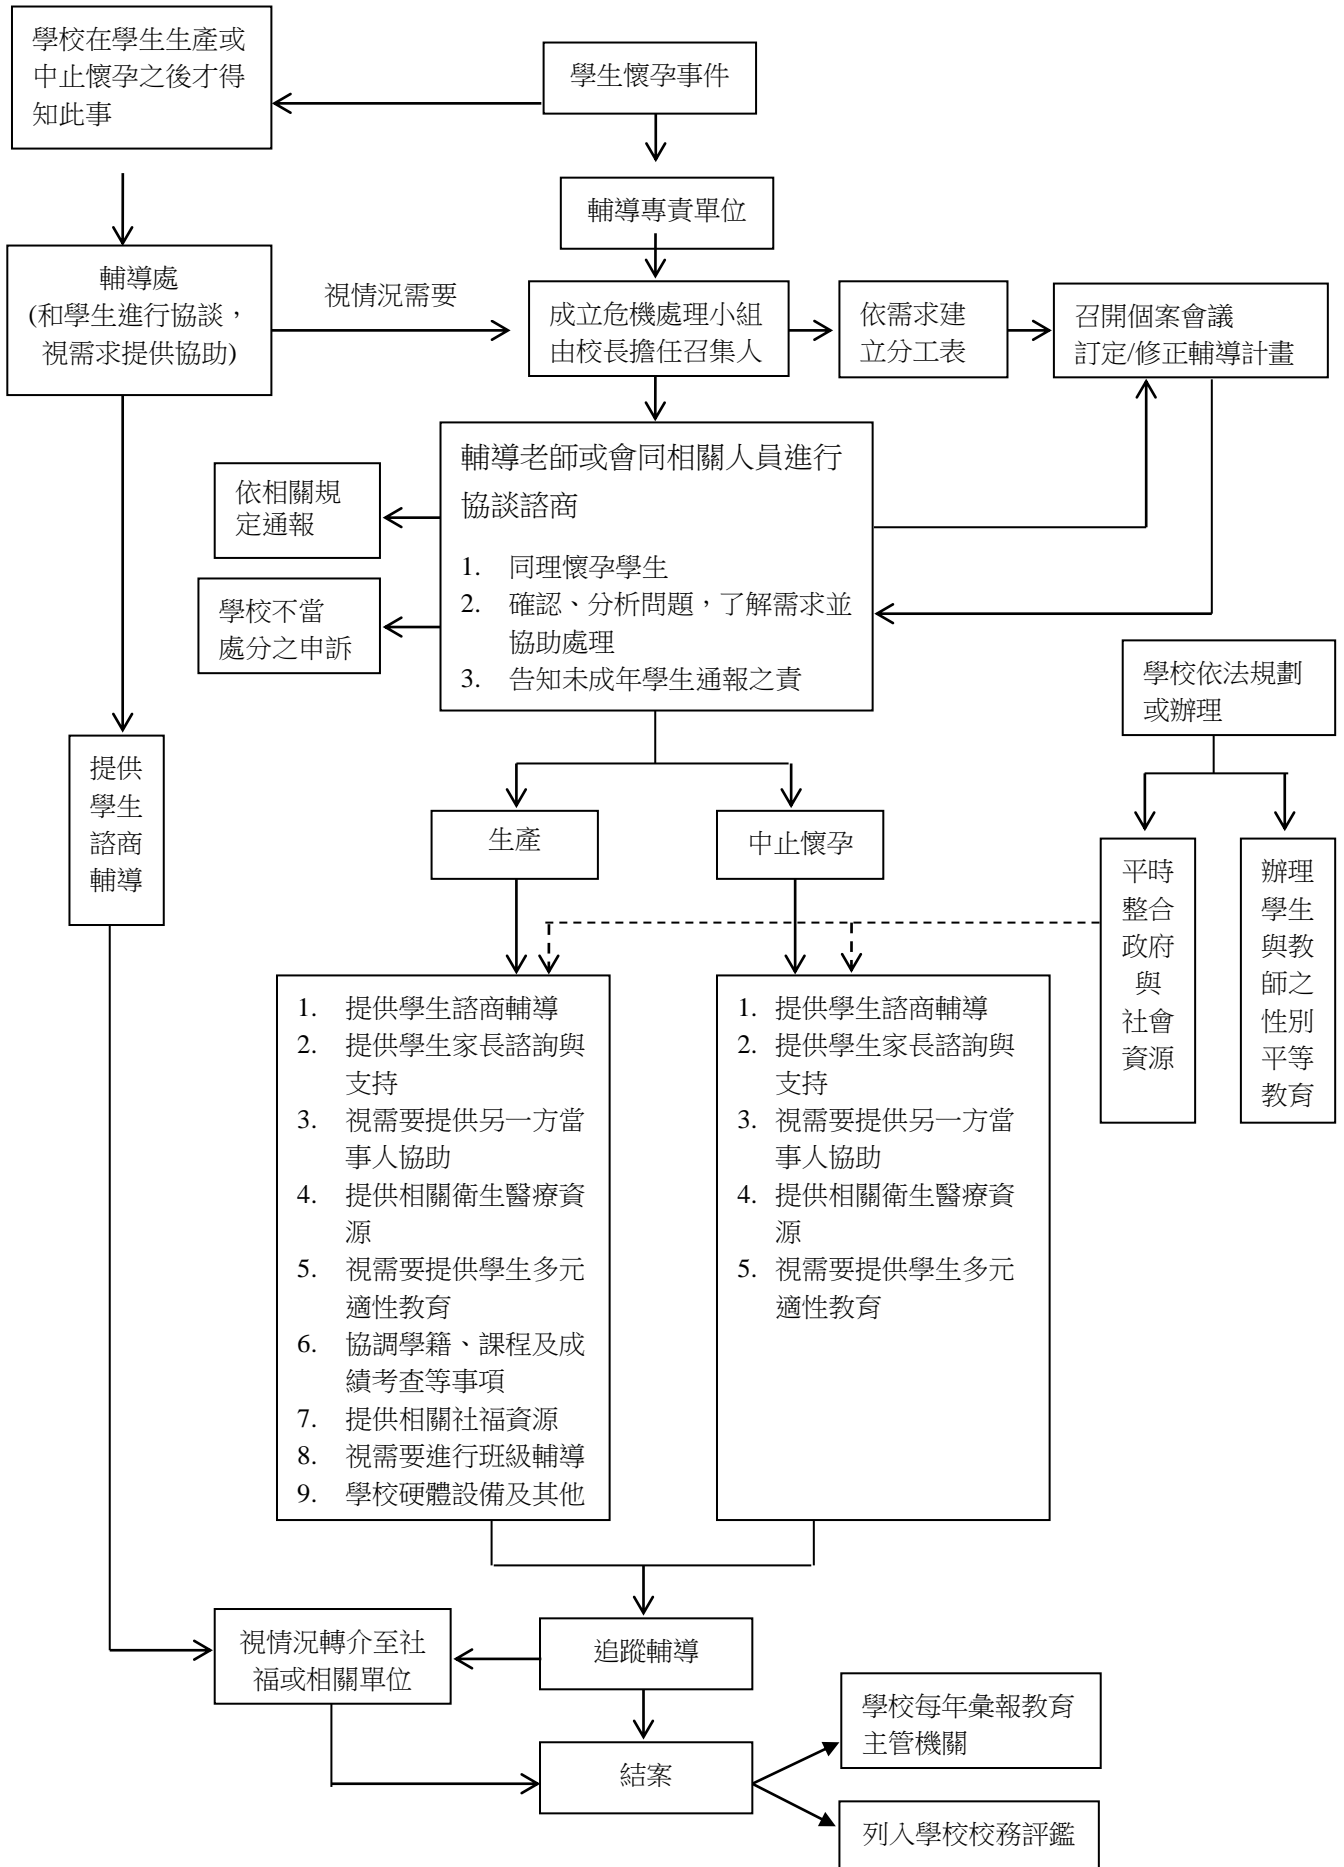 學校在學生生產或
中止懷孕之後才得
知此事
學生懷孕事件
輔導專責單位
輔導處
(和學生進行協談，
視需求提供協助)
視情況需要
成立危機處理小組
由校長擔任召集人
依需求建
立分工表
召開個案會議
訂定/修正輔導計畫
輔導老師或會同相關人員進行
協談諮商
1. 同理懷孕學生
2. 確認、分析問題，了解需求並
協助處理
3. 告知未成年學生通報之責
依相關規
定通報
學校不當
處分之申訴
學校依法規劃
或辦理
提供
學生
諮商
輔導
生產
中止懷孕
平時
整合
政府
與
社會
資源
辦理
學生
與教
師之
性別
平等
教育
1. 提供學生諮商輔導
2. 提供學生家長諮詢與
支持
3. 視需要提供另一方當
事人協助
4. 提供相關衛生醫療資
源
5. 視需要提供學生多元
適性教育
6. 協調學籍、課程及成
績考查等事項
7. 提供相關社福資源
8. 視需要進行班級輔導
9. 學校硬體設備及其他
1. 提供學生諮商輔導
2. 提供學生家長諮詢與
支持
3. 視需要提供另一方當
事人協助
4. 提供相關衛生醫療資
源
5. 視需要提供學生多元
適性教育
視情況轉介至社
福或相關單位
追蹤輔導
結案
學校每年彙報教育
主管機關
列入學校校務評鑑